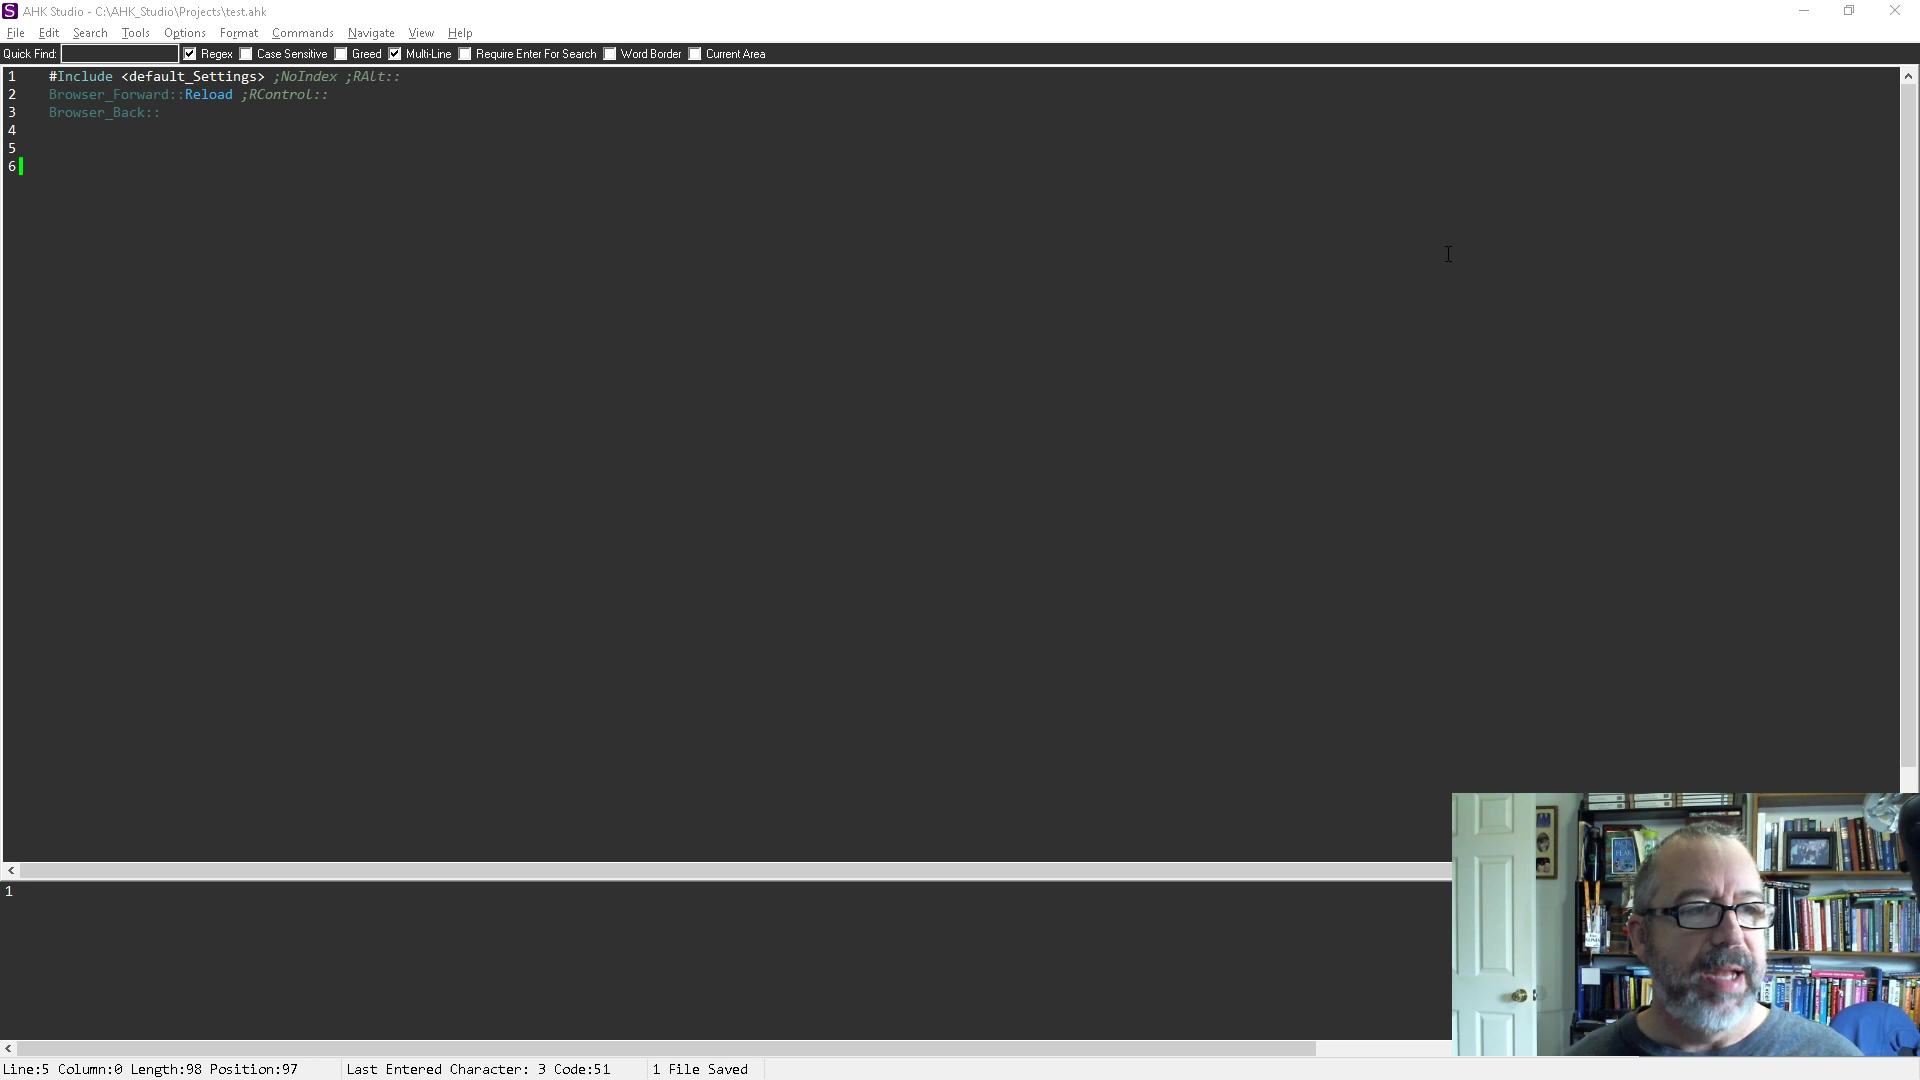 AHK Studio - C:\AHK_Studio\Projects\test.ahk
File Edit Search Tools Options Format Commands Navigate View Help
Quick Find: Regex Case Sensitive Greed Multi-Line Require Enter For Search Word Border Current Area
1 #Include <default_Settings> ;NoIndex ;RAlt::
2 Browser_Forward::Reload ;RControl::
3 Browser_Back::
4
5
6
1
FACTS
FEAR
Line:5 Column:0 Length:98 Position:97 Last Entered Character: 3 Code:51 1 File Saved